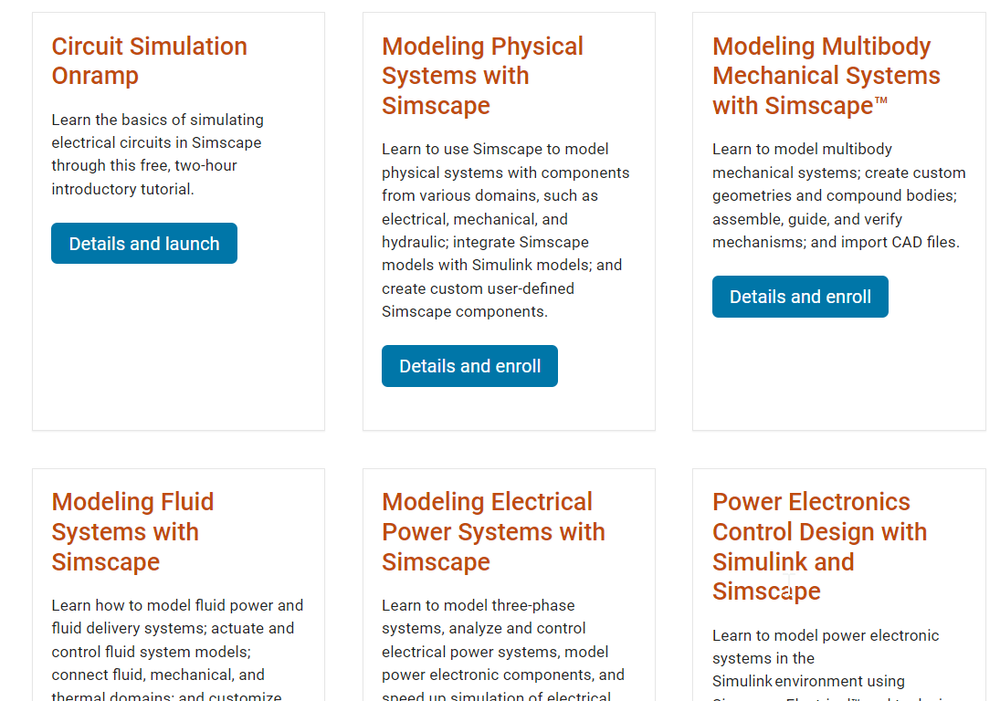 Circuit Simulation
Onramp
Learn the basics of simulating
electrical circuits in Simscape
through this free, two-hour
introductory tutorial.
Details and launch
Modeling Physical
Systems with
Simscape
Learn to use Simscape to model
physical systems with components
from various domains, such as
electrical, mechanical, and
hydraulic; integrate Simscape
models with Simulink models; and
create custom user-defined
Simscape components.
Details and enroll
Modeling Multibody
Mechanical Systems
with Simscape™
Learn to model multibody
mechanical systems; create custom
geometries and compound bodies;
assemble, guide, and verify
mechanisms; and import CAD files.
Details and enroll
Modeling Fluid
Systems with
Simscape
Learn how to model fluid power and
fluid delivery systems; actuate and
control fluid system models;
connect fluid, mechanical, and
thermal domains; and customize
Modeling Electrical
Power Systems with
Simscape
Learn to model three-phase
systems, analyze and control
electrical power systems, model
power electronic components, and
speed up simulation of electrical
Power Electronics
Control Design with
Simulink and
Simscape
Learn to model power electronic
systems in the
Simulink environment using